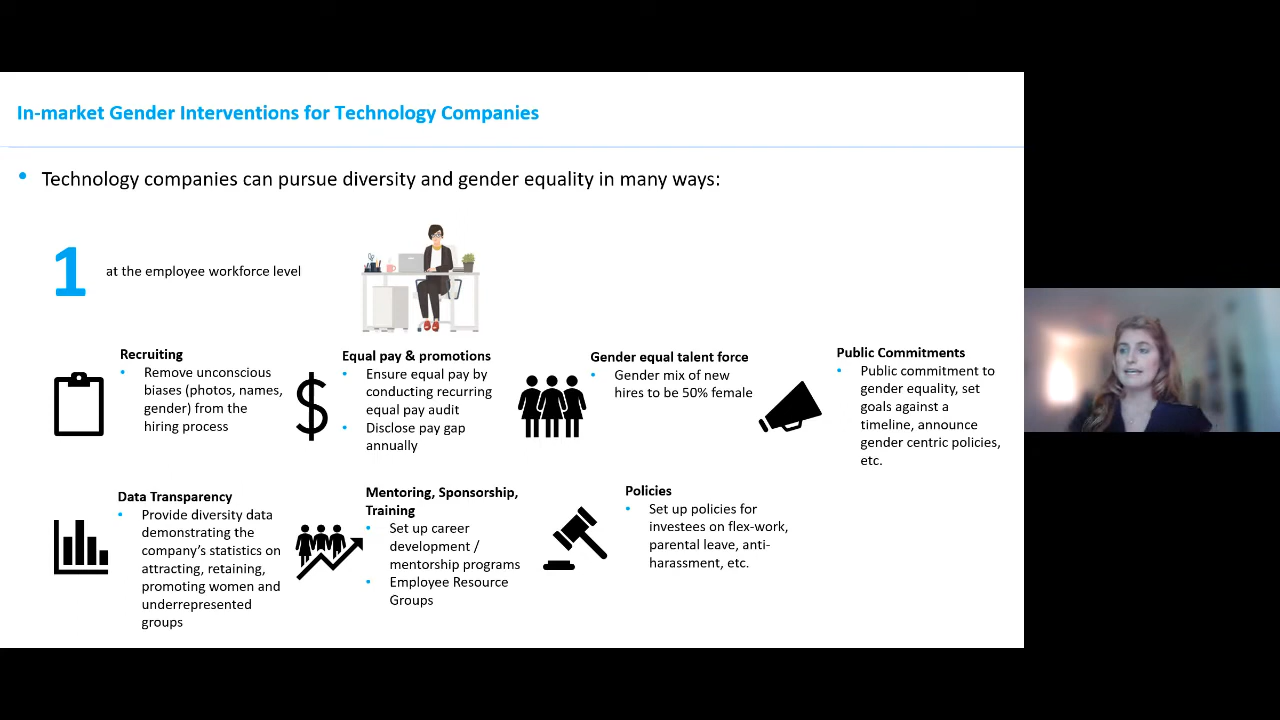 In-market Gender Interventions for Technology Companies
• Technology companies can pursue diversity and gender equality in many ways:
1
at the employee workforce level
Recruiting
• Remove unconscious
biases (photos, names,
gender) from the
hiring process
$
Equal pay & promotions
• Ensure equal pay by
conducting recurring
equal pay audit
• Disclose pay gap
annually
Gender equal talent force
• Gender mix of new
hires to be 50% female
Public Commitments
• Public commitment to
gender equality, set
goals against a
timeline, announce
gender centric policies,
etc.
Data Transparency
• Provide diversity data
demonstrating the
company's statistics on
attracting, retaining,
promoting women and
underrepresented
groups
Mentoring, Sponsorship,
Training
• Set up career
development /
mentorship programs
• Employee Resource
Groups
Policies
• Set up policies for
investees on flex-work,
parental leave, anti-
harassment, etc.